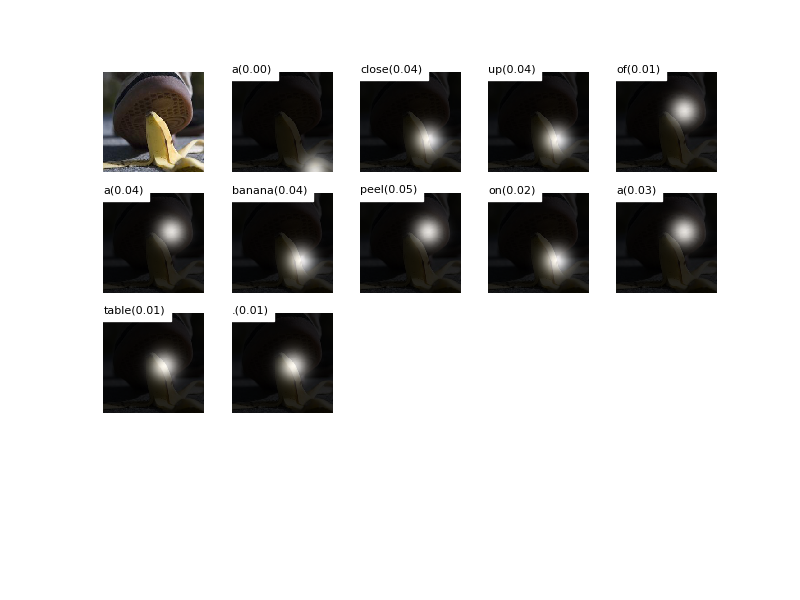 a(0.00) close(0.04) up(0.04) of(0.01)
a(0.04) banana(0.04) peel(0.05) on(0.02) a(0.03)
table(0.01) .(0.01)